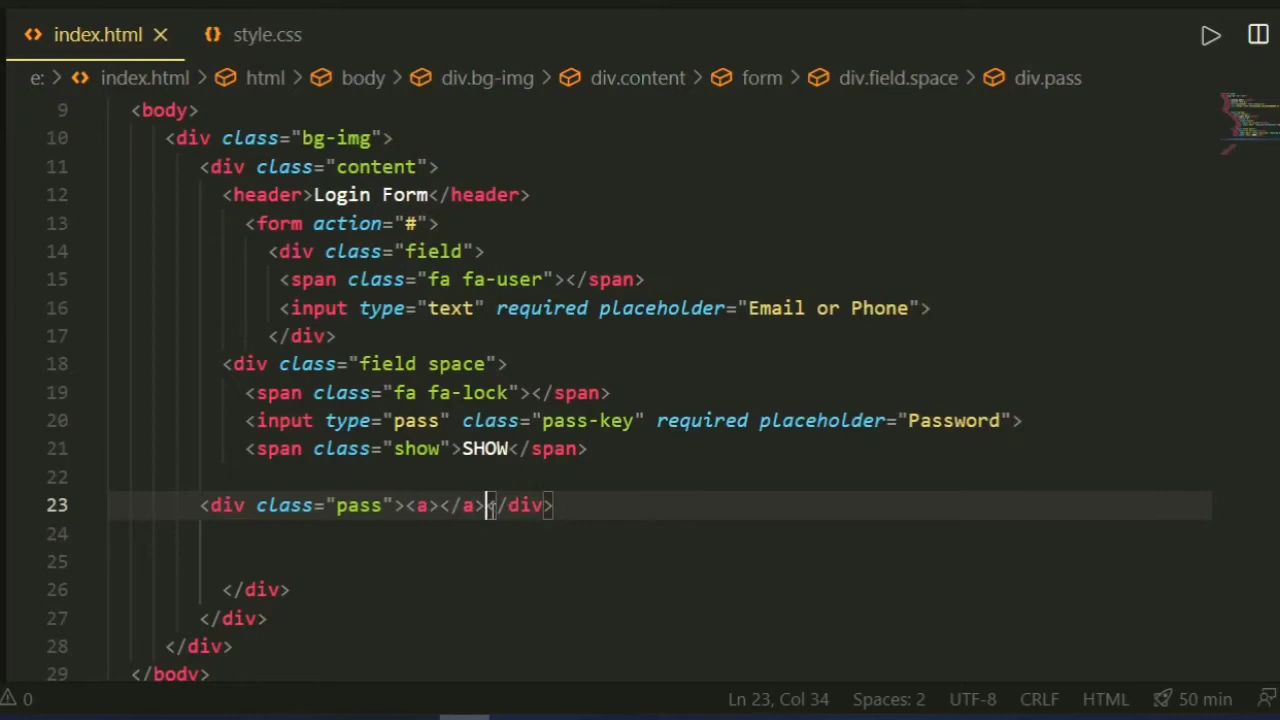 index.html style.css
e: > index.html > html > body > div.bg-img > div.content > form > div.field.space > div.pass
9 <body>
10 <div class="bg-img">
11 <div class="content">
12 <header>Login Form</header>
13 <form action="#">
14 <div class="field">
15 <span class="fa fa-user"></span>
16 <input type="text" required placeholder="Email or Phone">
17 </div>
18 <div class="field space">
19 <span class="fa fa-lock"></span>
20 <input type="pass" class="pass-key" required placeholder="Password">
21 <span class="show">SHOW</span>
22
23 <div class="pass"><a></a></div>
24
25
26 </div>
27 </div>
28 </div>
29 </body>
0 Ln 23, Col 34 Spaces: 2 UTF-8 CRLF HTML 50 min